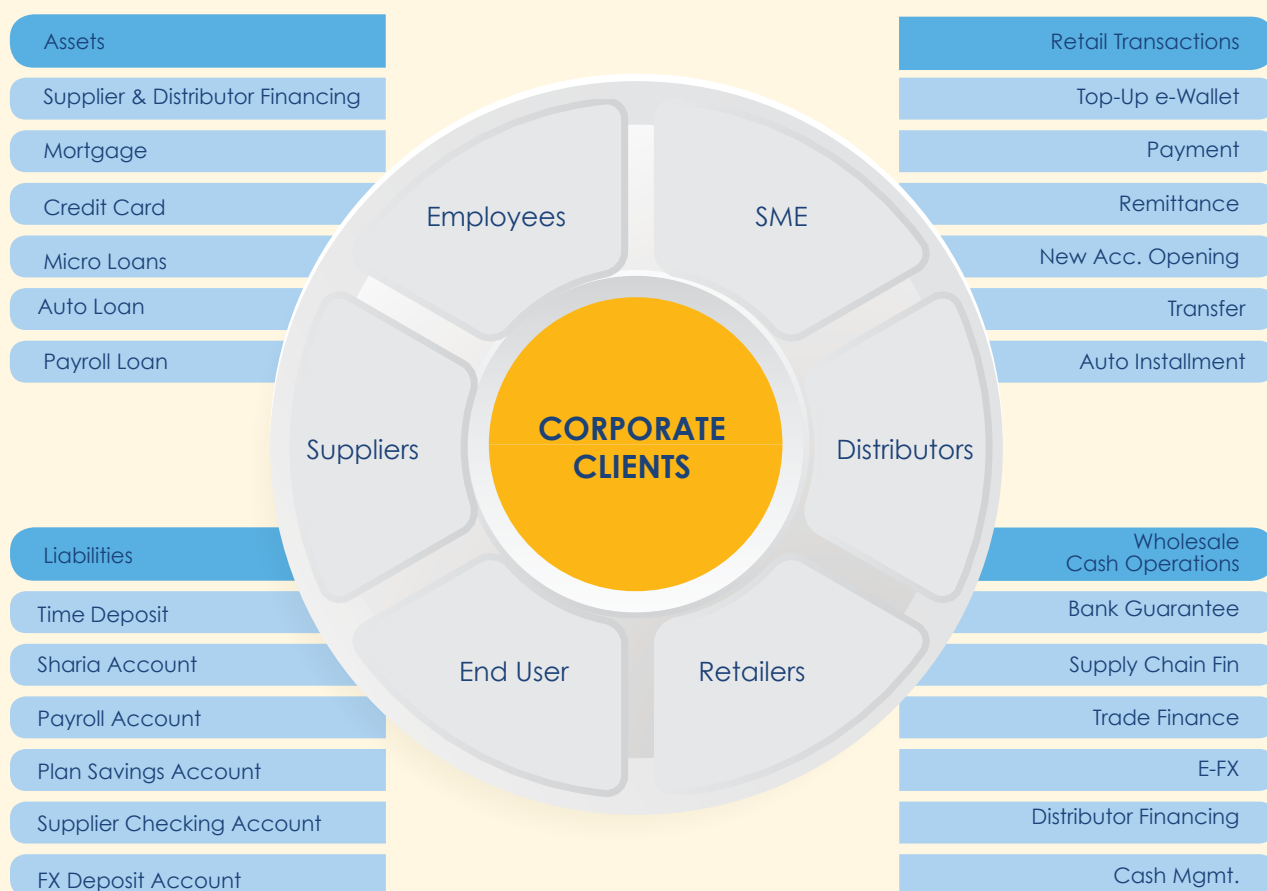 Assets
Supplier & Distributor Financing
Mortgage
Credit Card
Micro Loans
Auto Loan
Payroll Loan
Retail Transactions
Top-Up e-Wallet
Payment
Remittance
New Acc. Opening
Transfer
Auto Installment
Employees
SME
Suppliers
CORPORATE
CLIENTS
Distributors
End User
Retailers
Liabilities
Time Deposit
Sharia Account
Payroll Account
Plan Savings Account
Supplier Checking Account
FX Deposit Account
Wholesale
Cash Operations
Bank Guarantee
Supply Chain Fin
Trade Finance
E-FX
Distributor Financing
Cash Mgmt.